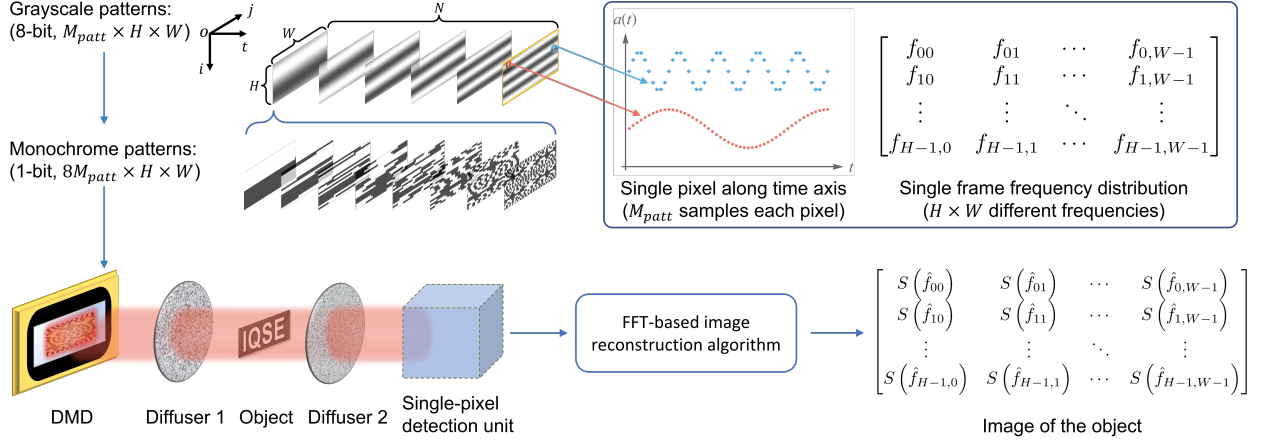 Grayscale patterns:
(8-bit, M_patt × H × W)
j
o
t
i
W
N
H
Monochrome patterns:
(1-bit, 8M_patt × H × W)
a(t)
t
Single pixel along time axis
(M_patt samples each pixel)
f_00 f_01 ⋯ f_0,W−1
f_10 f_11 ⋯ f_1,W−1
⋮ ⋮ ⋱ ⋮
f_H−1,0 f_H−1,1 ⋯ f_H−1,W−1
Single frame frequency distribution
(H × W different frequencies)
IQSE
DMD
Diffuser 1
Object
Diffuser 2
Single-pixel
detection unit
FFT-based image
reconstruction algorithm
S(f̂_00) S(f̂_01) ⋯ S(f̂_0,W−1)
S(f̂_10) S(f̂_11) ⋯ S(f̂_1,W−1)
⋮ ⋮ ⋱ ⋮
S(f̂_H−1,0) S(f̂_H−1,1) ⋯ S(f̂_H−1,W−1)
Image of the object